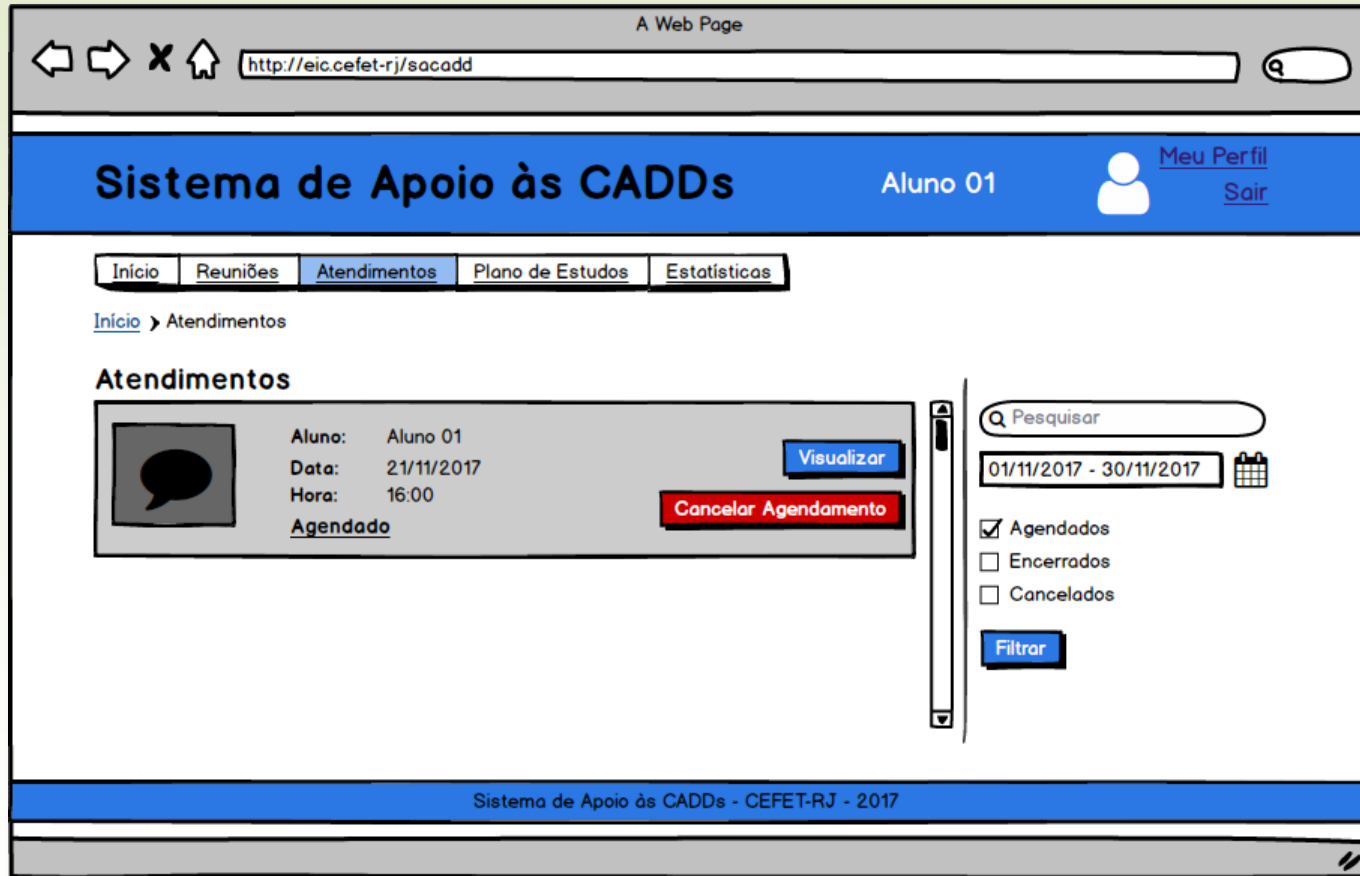 A Web Page
http://eic.cefet-rj/sacadd
Sistema de Apoio às CADDs
Aluno 01
Meu Perfil
Sair
Início Reuniões Atendimentos Plano de Estudos Estatísticas
Início Atendimentos
Atendimentos
Aluno: Aluno 01
Data: 21/11/2017
Hora: 16:00
Agendado
Visualizar
Cancelar Agendamento
Pesquisar
01/11/2017 - 30/11/2017
Agendados
Encerrados
Cancelados
Filtrar
Sistema de Apoio às CADDs - CEFET-RJ - 2017